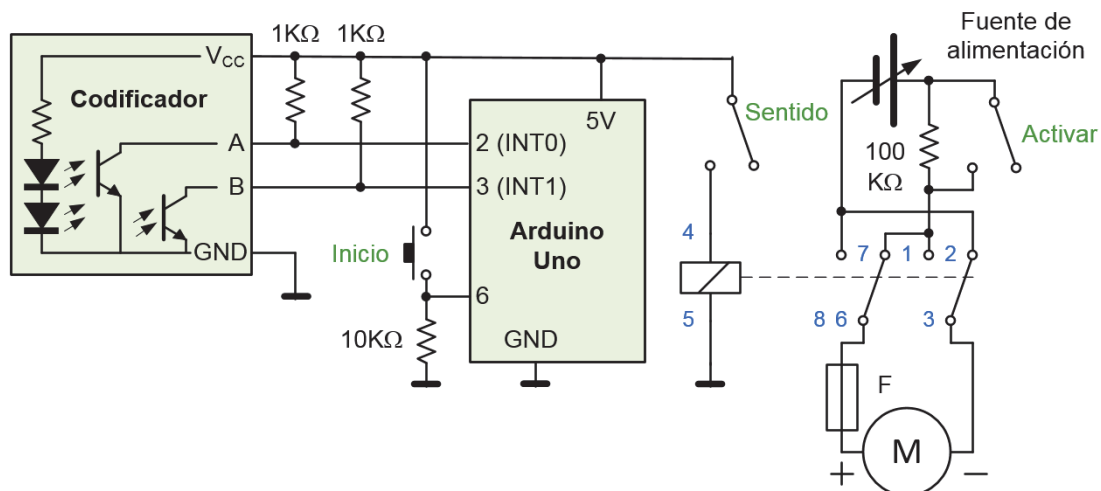 1KΩ 1KΩ
Fuente de
alimentación
VCC
Codificador
5V
Sentido
Activar
A
2 (INT0)
100
KΩ
B
3 (INT1)
Arduino
Uno
4
Inicio
GND
7 1 2
6
5
8 6 3
10KΩ
GND
F
M
+ −